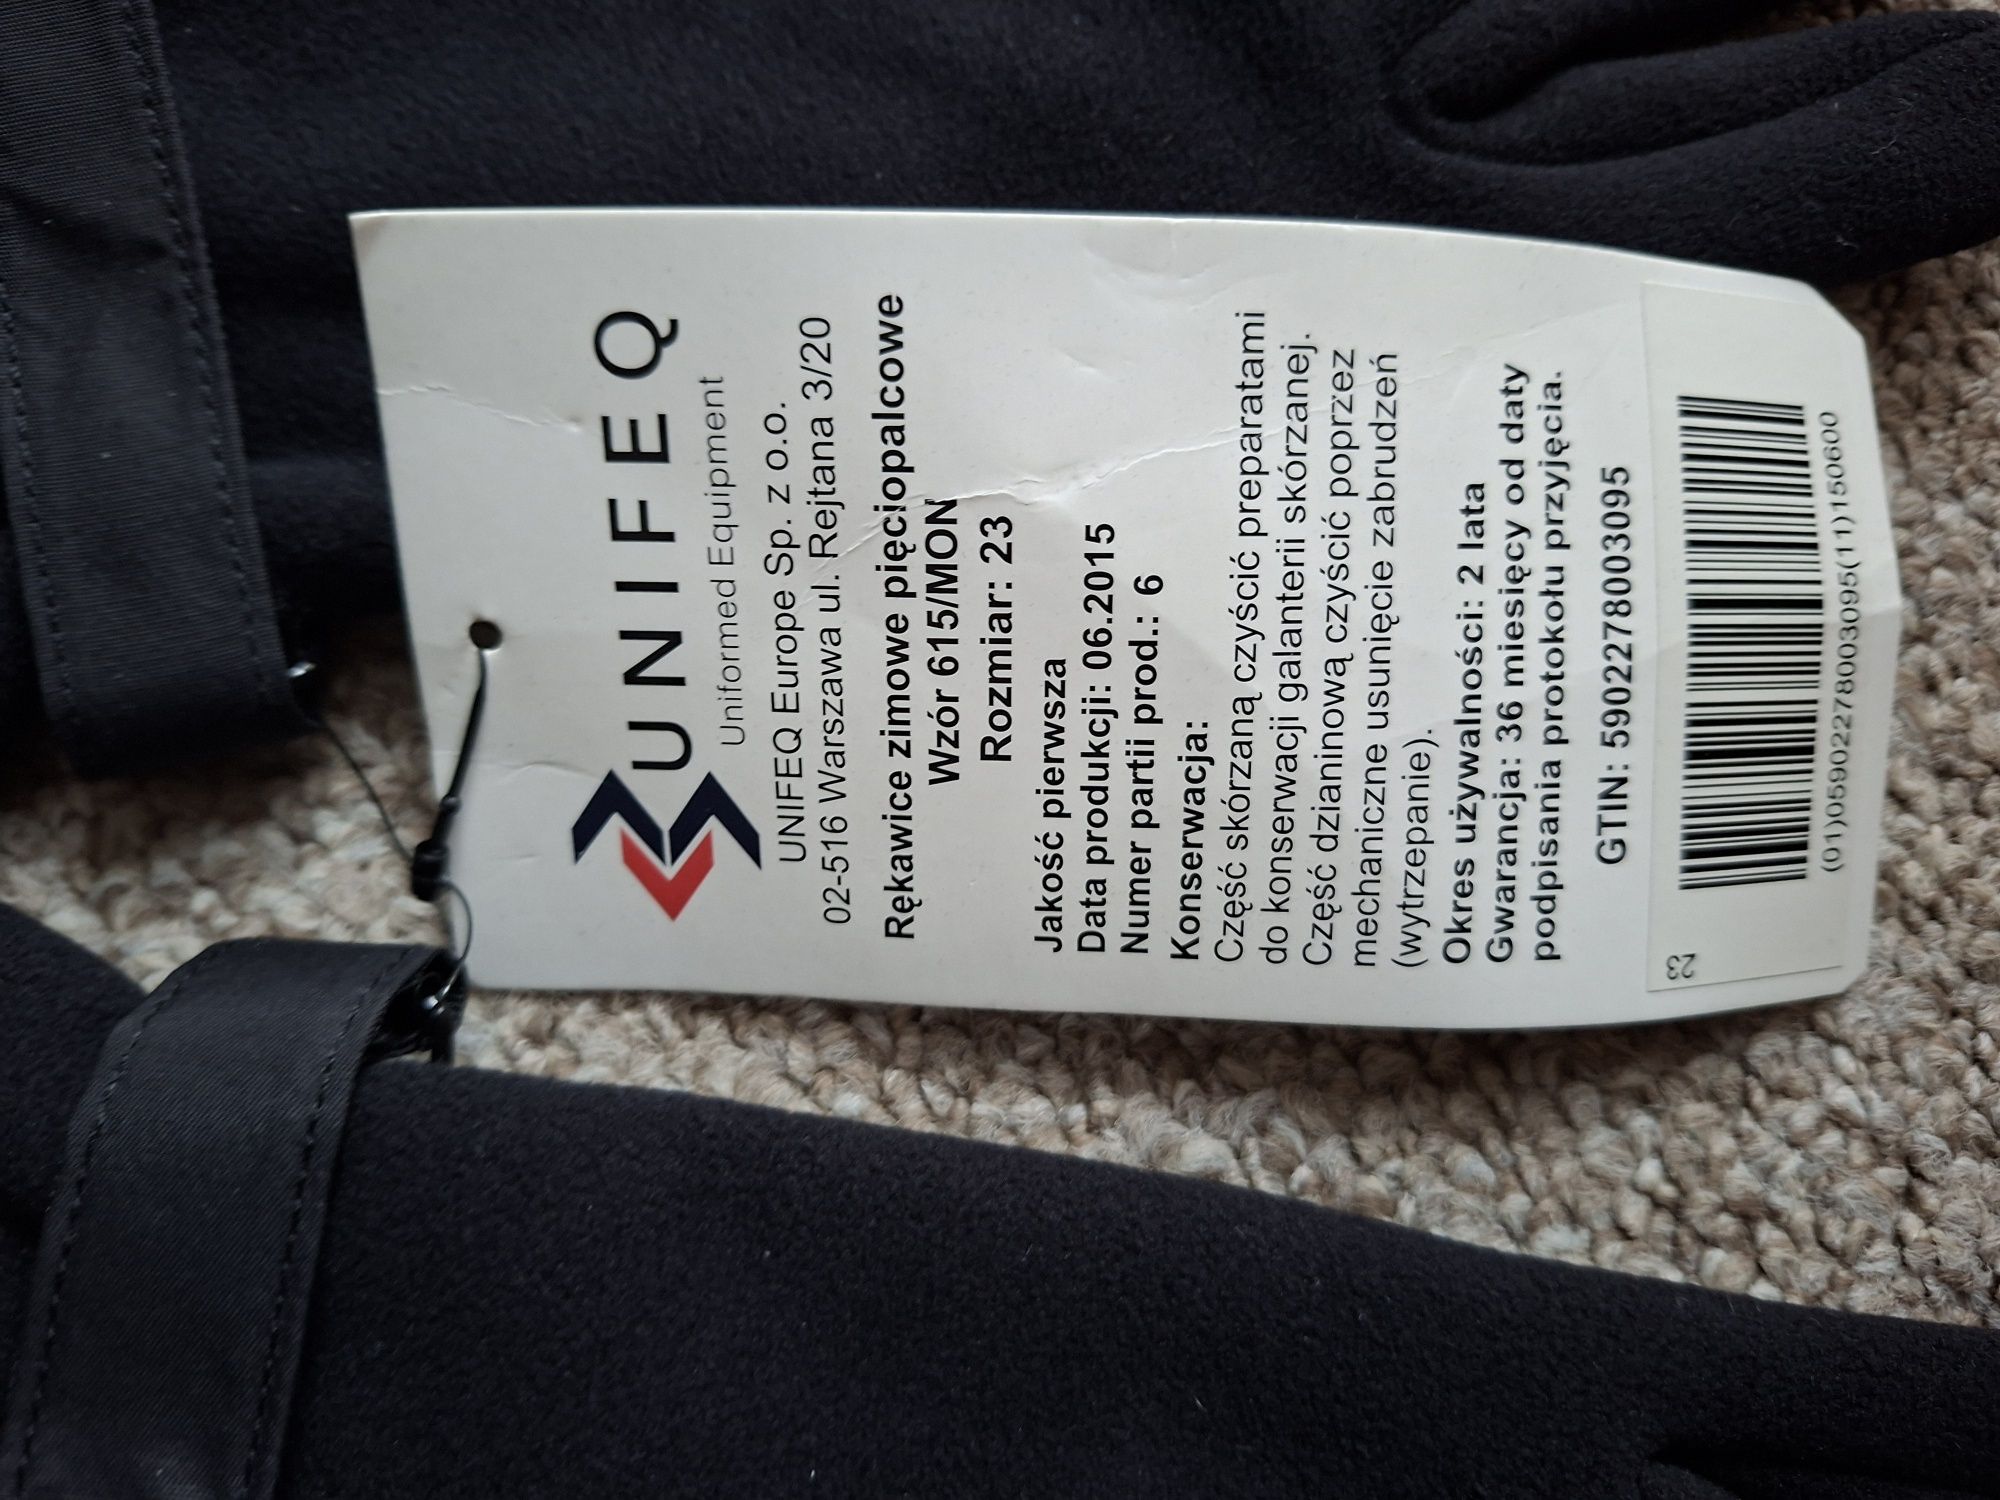 UNIFEQ
Uniformed Equipment
UNIFEQ Europe Sp. z o.o.
02-516 Warszawa ul. Rejtana 3/20
Rękawice zimowe pięciopalcowe
Wzór 615/MON
Rozmiar: 23
Jakość pierwsza
Data produkcji: 06.2015
Numer partii prod.: 6
Konserwacja:
Część skórzaną czyścić preparatami
do konserwacji galanterii skórzanej.
Część dzianinową czyścić poprzez
mechaniczne usunięcie zabrudzeń
(wytrzepanie).
Okres używalności: 2 lata
Gwarancja: 36 miesięcy od daty
podpisania protokołu przyjęcia.
GTIN: 5902278003095
23
(01)05902278003095(11)150600